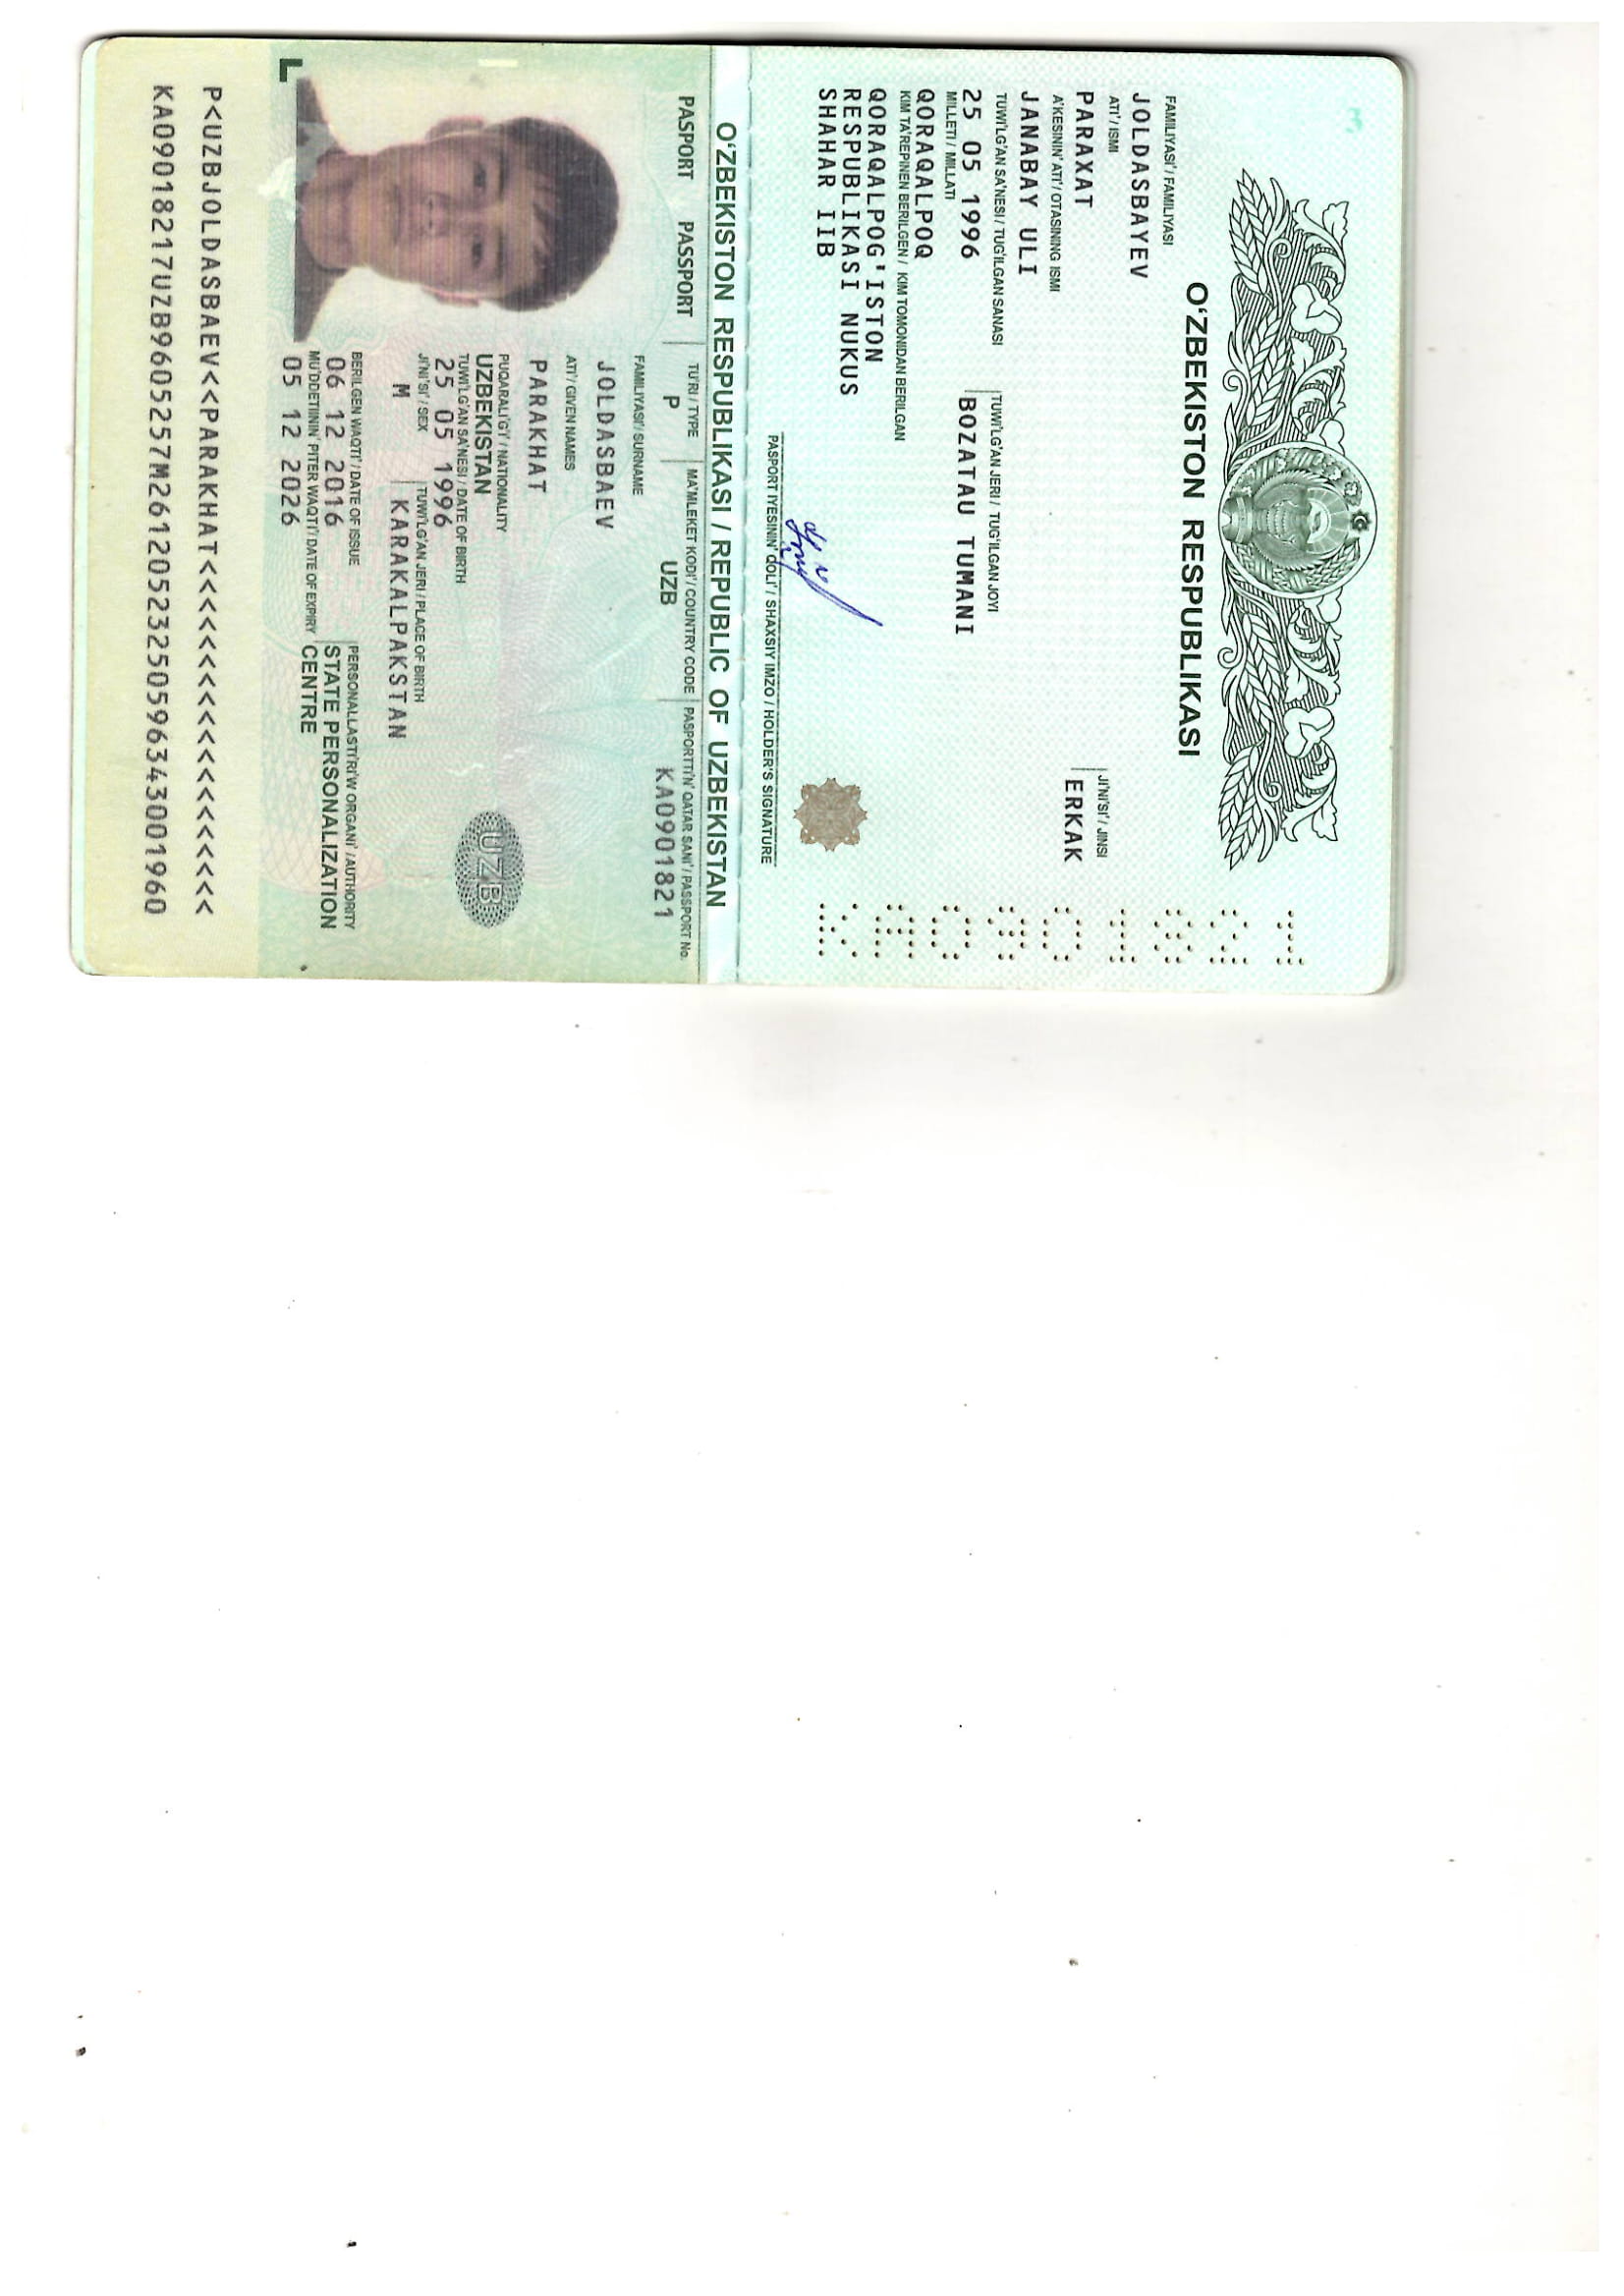 O‘ZBEKISTON RESPUBLIKASI
FAMILIYASI' / FAMILIYASI
JOLDASBAYEV
ATI' / ISMI
PARAXAT
JI'NI'SI' / JINSI
ERKAK
A'KESININ' ATI' / OTASINING ISMI
JANABAY ULI
TUWI'LG'AN SA'NESI / TUG‘ILGAN SANASI
25 05 1996
TUWI'LG'AN JERI / TUG‘ILGAN JOYI
BOZATAU TUMANI
MILLETI / MILLATI
QORAQALPOQ
KIM TA'REPINEN BERILGEN / KIM TOMONIDAN BERILGAN
QORAQALPOG'ISTON
RESPUBLIKASI NUKUS
SHAHAR IIB
PASPORT IYESININ' QOLI' / SHAXSIY IMZO / HOLDER'S SIGNATURE
KA0901821
O‘ZBEKISTON RESPUBLIKASI / REPUBLIC OF UZBEKISTAN
PASPORT PASSPORT
TU'RI / TYPE
P
MA'MLEKET KODI' / COUNTRY CODE
UZB
PASPORTTI'N' QATAR SANI' / PASSPORT No.
KA0901821
FAMILIYASI' / SURNAME
JOLDASBAEV
ATI' / GIVEN NAMES
PARAKHAT
PUQARALI'G'I' / NATIONALITY
UZBEKISTAN
UZB
TUWI'LG'AN SA'NESI / DATE OF BIRTH
25 05 1996
JI'NI'SI' / SEX
M
TUWI'LG'AN JERI / PLACE OF BIRTH
KARAKALPAKSTAN
BERILGEN WAQTI' / DATE OF ISSUE
06 12 2016
PERSONALLASTI'RI'W ORGANI' / AUTHORITY
STATE PERSONALIZATION
CENTRE
MU'DDETININ' PITER WAQTI' / DATE OF EXPIRY
05 12 2026
P<UZBJOLDASBAEV<<PARAKHAT<<<<<<<<<<<<<<<<<<<
KA09018217UZB9605257M26120523250596343001960